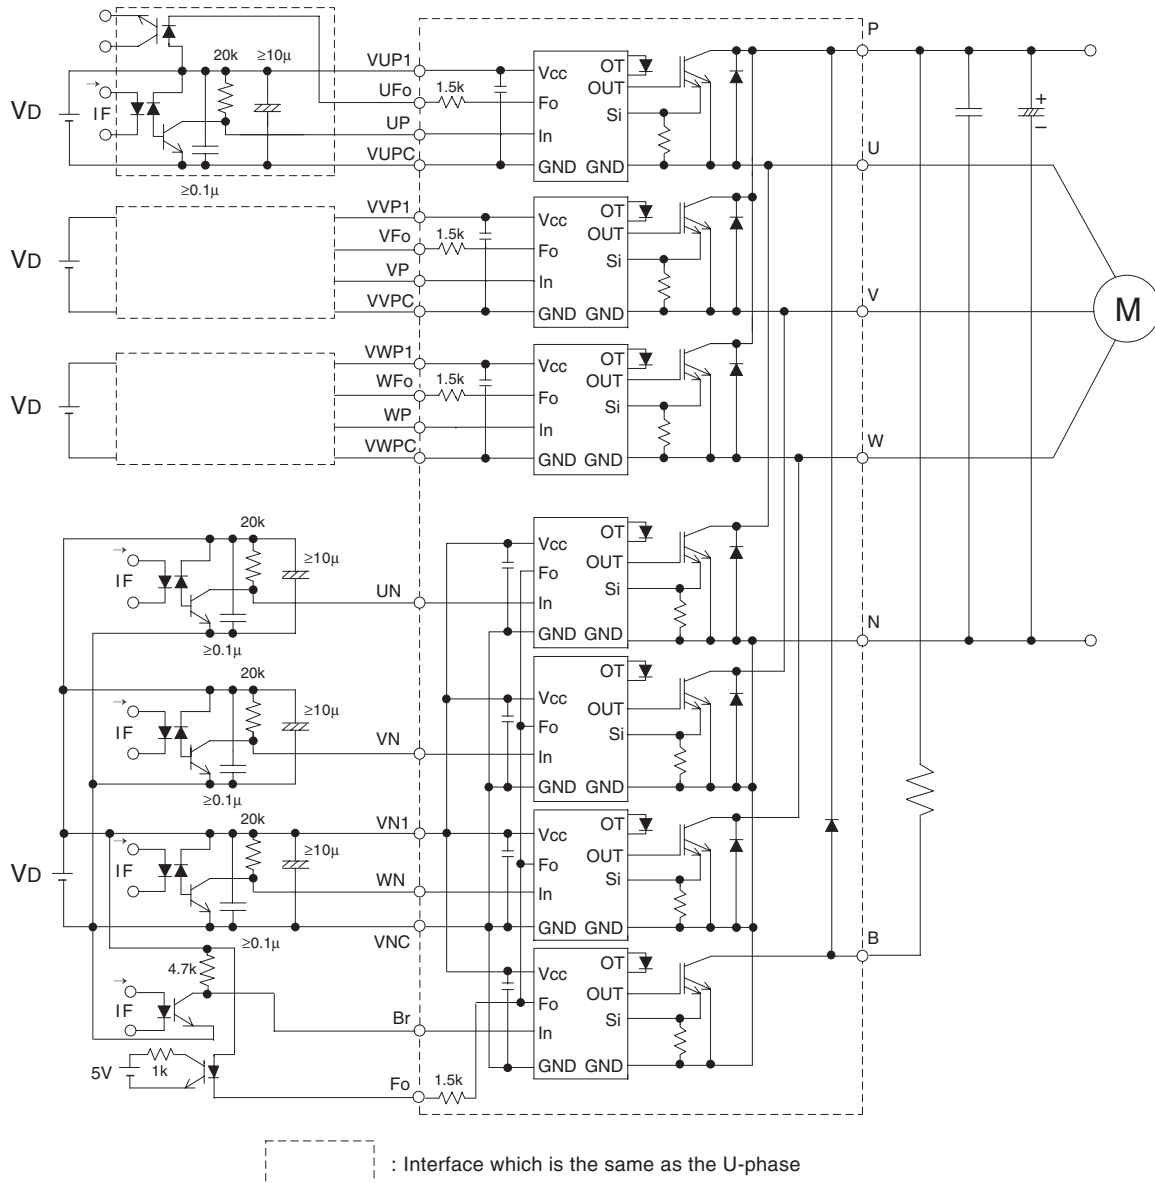 P
20k ≥10µ
VUP1 Vcc OT
UFo 1.5k OUT
VD → IF Fo Si
UP In
VUPC GND GND U
≥0.1µ
+
−
VVP1 Vcc OT
VFo 1.5k OUT
VD Fo Si
VP In
VVPC GND GND V
M
VWP1 Vcc OT
WFo 1.5k OUT
VD Fo Si
WP In
VWPC GND GND W
20k
≥10µ Vcc OT
→ IF Fo OUT
UN In Si
GND GND N
≥0.1µ
20k
≥10µ Vcc OT
→ IF Fo OUT
VN In Si
GND GND
≥0.1µ
20k
VN1 Vcc OT
≥10µ OUT
VD → IF Fo Si
WN In
GND GND
VNC
≥0.1µ B
4.7k Vcc OT
→ IF Fo OUT
Br In Si
GND GND
5V 1k
Fo 1.5k
: Interface which is the same as the U-phase